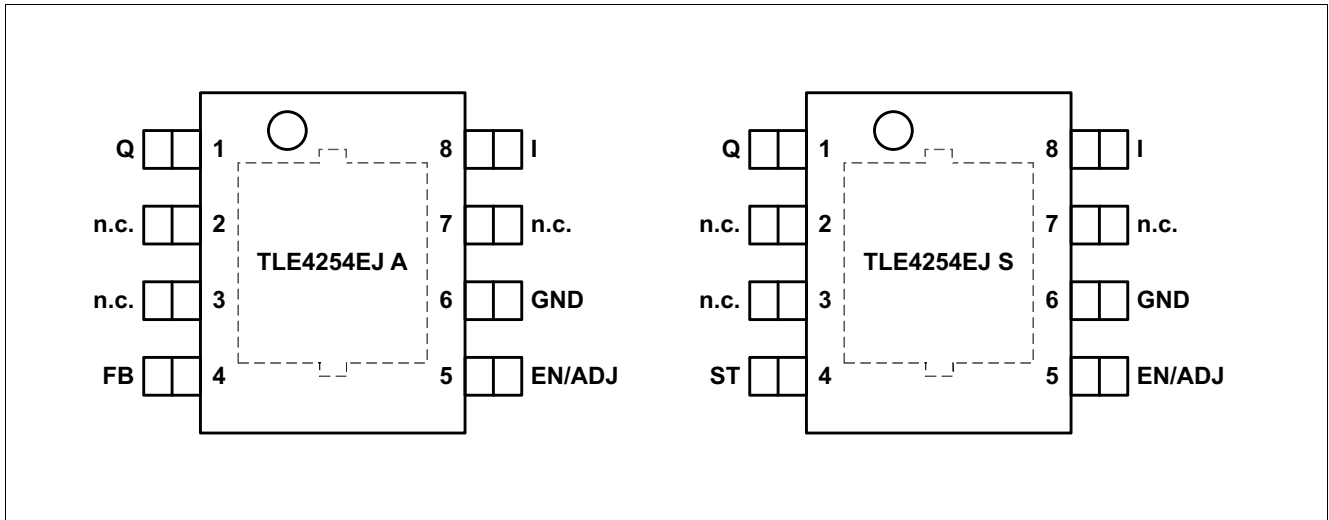 Q 1 8 I
n.c. 2 7 n.c.
TLE4254EJ A
n.c. 3 6 GND
FB 4 5 EN/ADJ
Q 1 8 I
n.c. 2 7 n.c.
TLE4254EJ S
n.c. 3 6 GND
ST 4 5 EN/ADJ